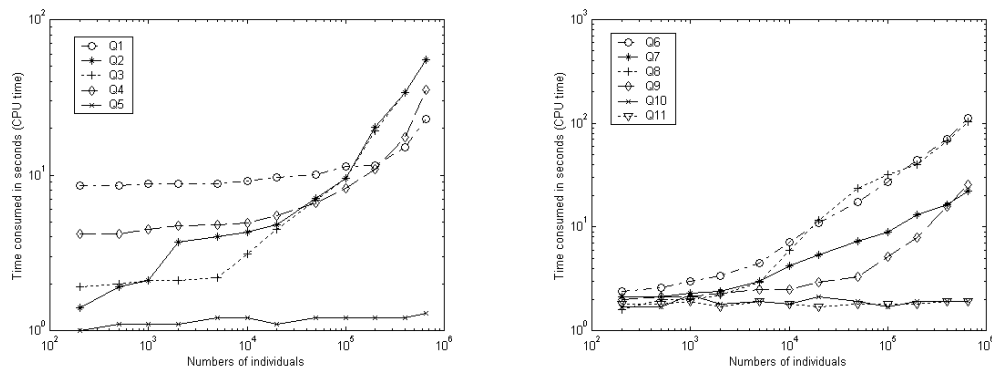 10^2
10^1
10^0
Time consumed in seconds (CPU time)
Q1
Q2
Q3
Q4
Q5
10^2
10^3
10^4
10^5
10^6
Numbers of individuals
10^3
10^2
10^1
10^0
Time consumed in seconds (CPU time)
Q6
Q7
Q8
Q9
Q10
Q11
10^2
10^3
10^4
10^5
10^6
Numbers of individuals